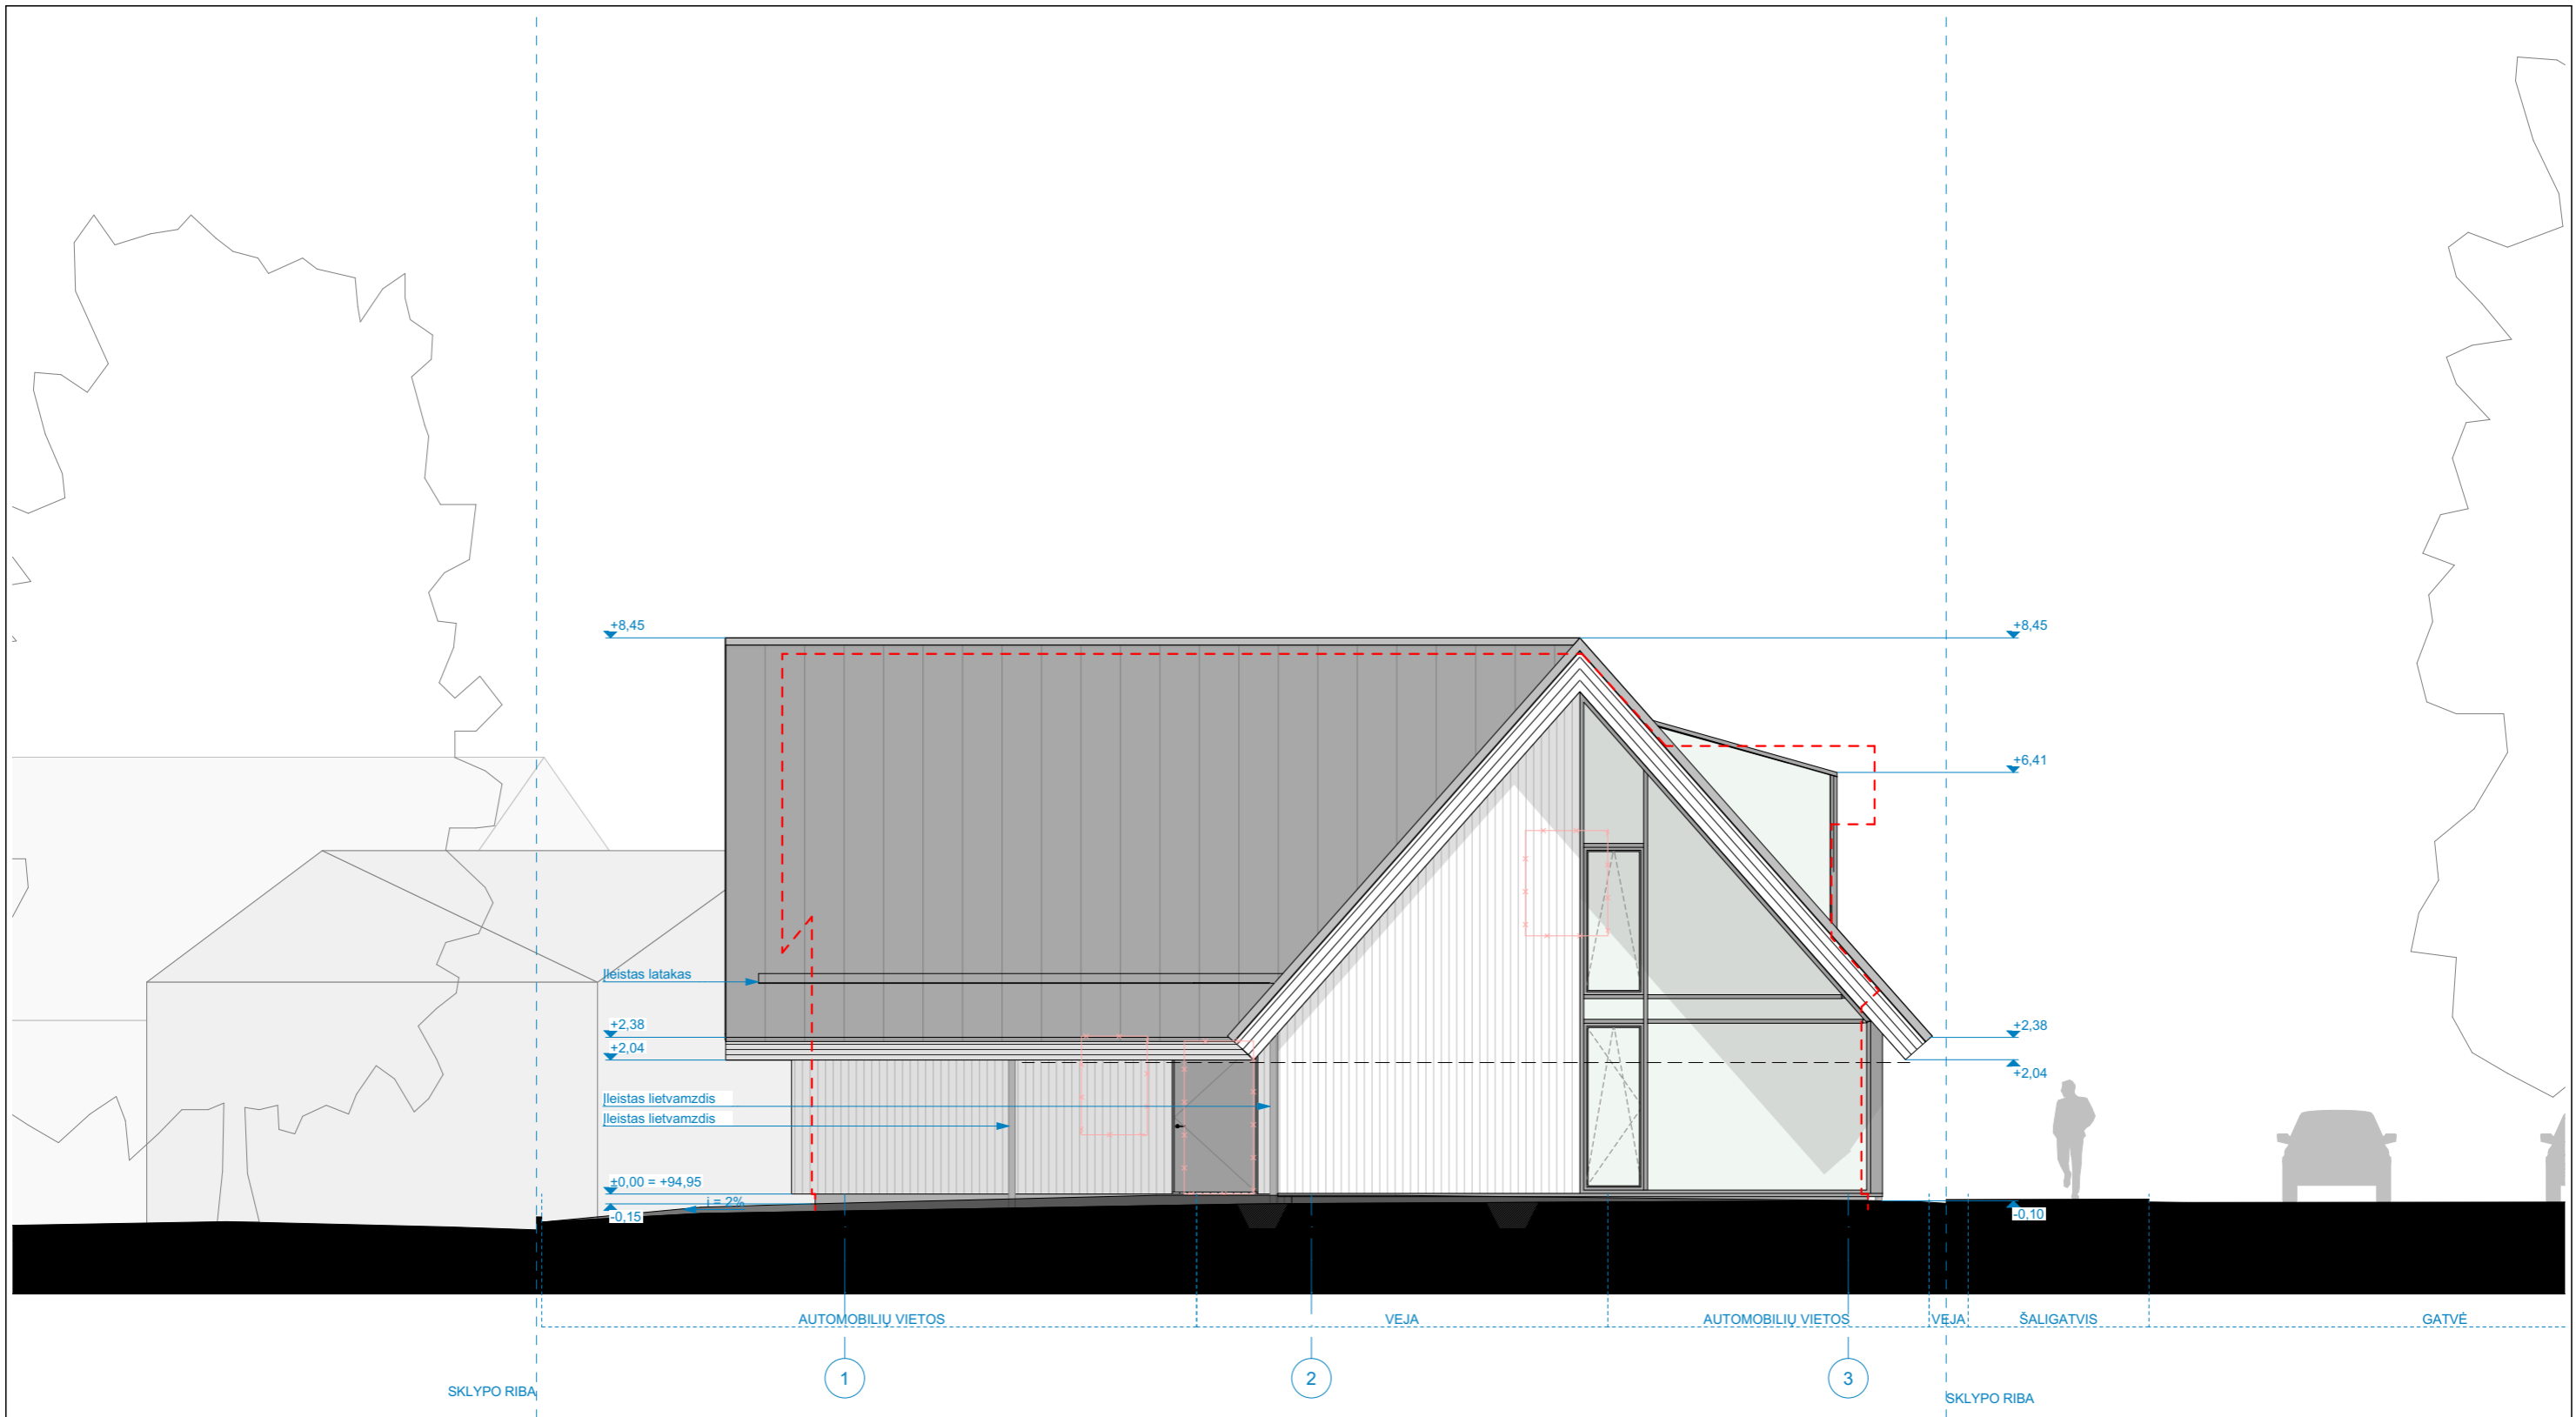 +8,45
+8,45
+6,41
Įleistas latakas
+2,38
+2,38
+2,04
+2,04
Įleistas lietvamzdis
Įleistas lietvamzdis
±0,00 = +94,95
i = 2%
-0,15
-0,10
AUTOMOBILIŲ VIETOS
VEJA
AUTOMOBILIŲ VIETOS
VEJA
ŠALIGATVIS
GATVĖ
1
2
3
SKLYPO RIBA
SKLYPO RIBA